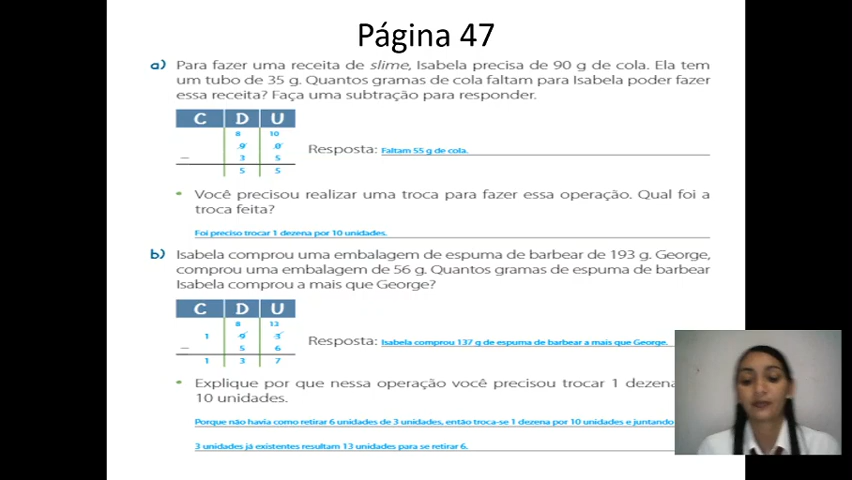 Página 47
a) Para fazer uma receita de slime, Isabela precisa de 90 g de cola. Ela tem
um tubo de 35 g. Quantos gramas de cola faltam para Isabela poder fazer
essa receita? Faça uma subtração para responder.
C D U
8 10
9 0
Resposta: Faltam 55 g de cola.
– 3 5
5 5
• Você precisou realizar uma troca para fazer essa operação. Qual foi a
troca feita?
Foi preciso trocar 1 dezena por 10 unidades.
b) Isabela comprou uma embalagem de espuma de barbear de 193 g. George,
comprou uma embalagem de 56 g. Quantos gramas de espuma de barbear
Isabela comprou a mais que George?
C D U
8 13
1 9 3
Resposta: Isabela comprou 137 g de espuma de barbear a mais que George.
– 5 6
1 3 7
• Explique por que nessa operação você precisou trocar 1 dezena
10 unidades.
Porque não havia como retirar 6 unidades de 3 unidades, então troca-se 1 dezena por 10 unidades e juntando
3 unidades já existentes resultam 13 unidades para se retirar 6.